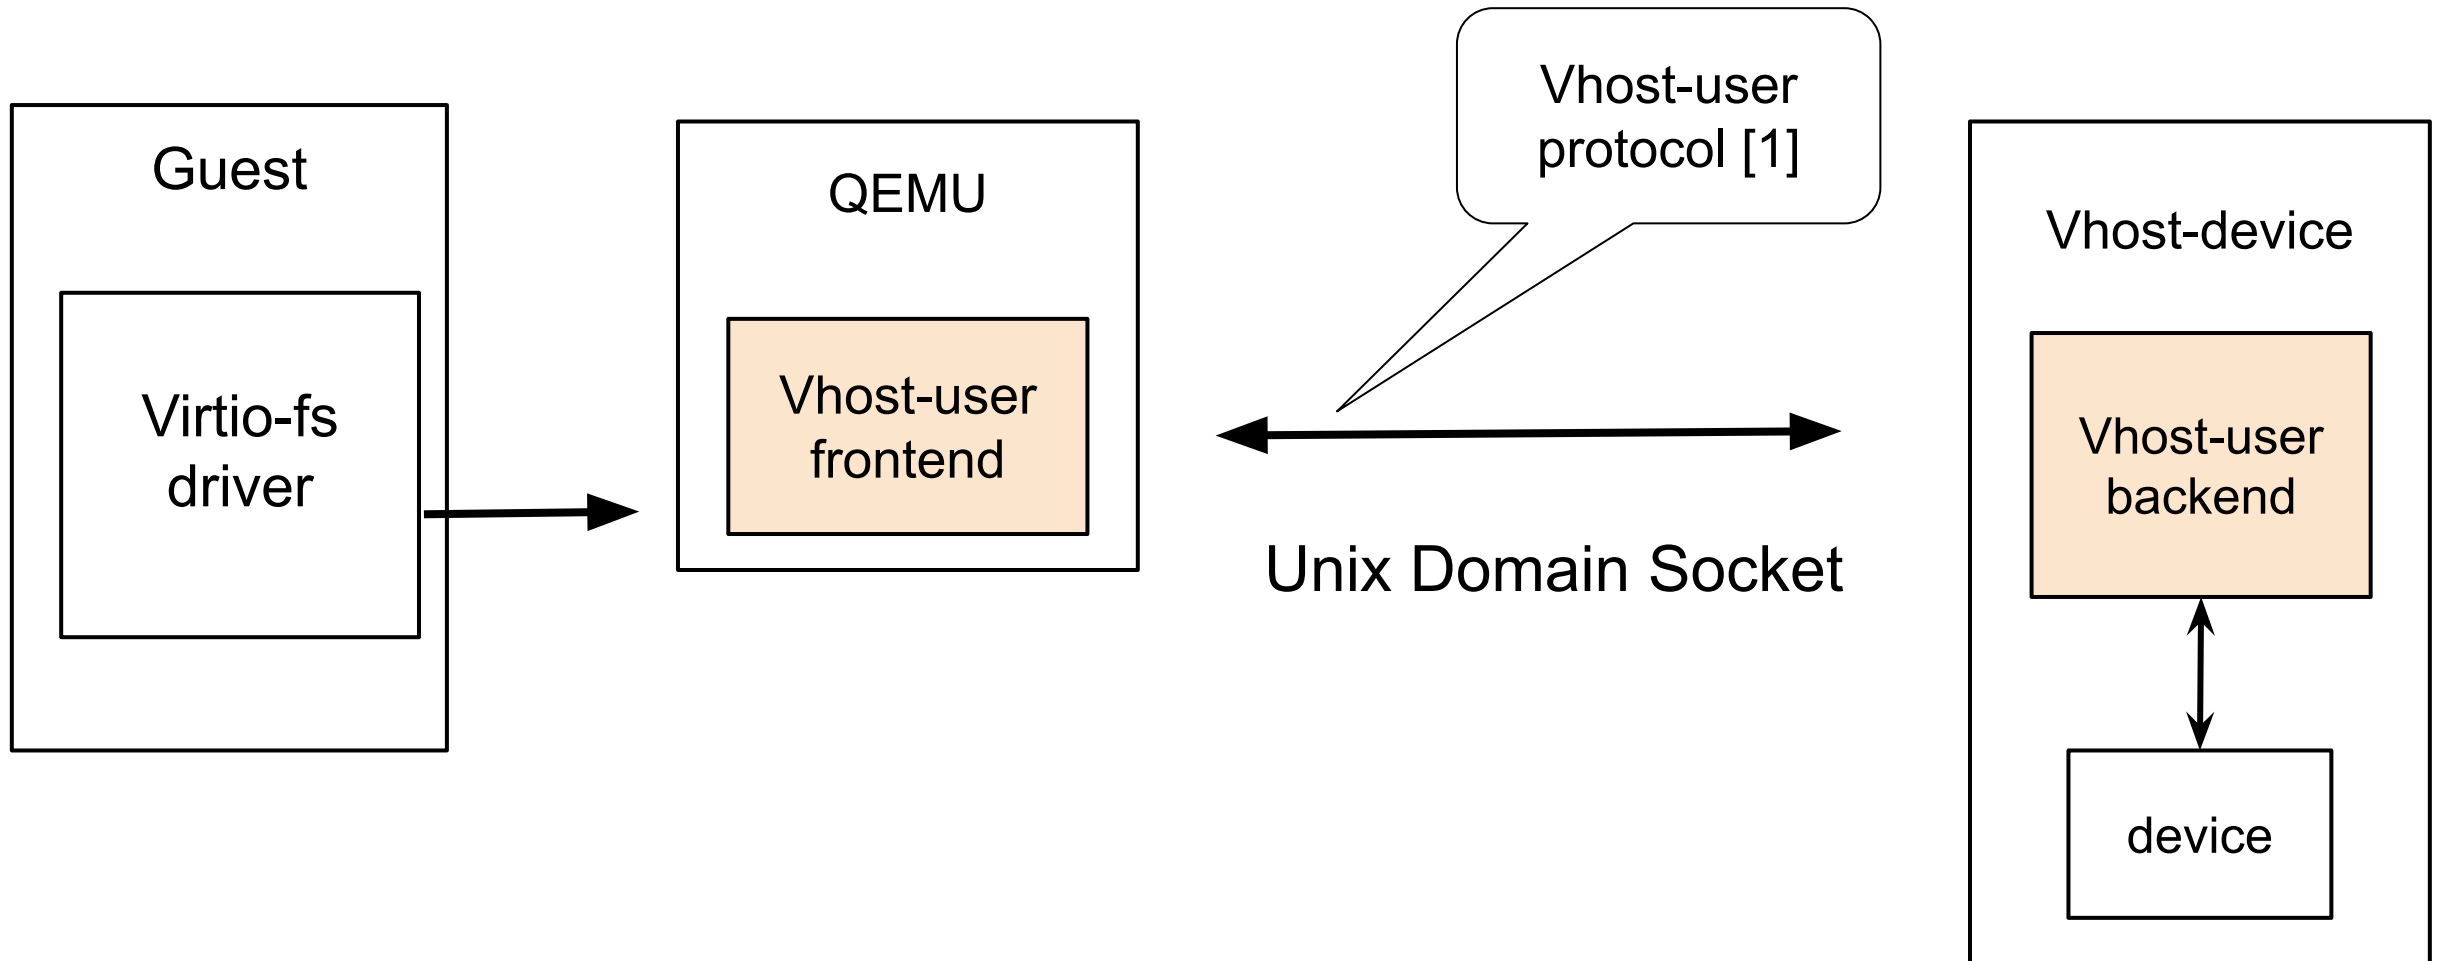 Guest
Virtio-fs
driver
QEMU
Vhost-user
frontend
Vhost-user
protocol [1]
Unix Domain Socket
Vhost-device
Vhost-user
backend
device